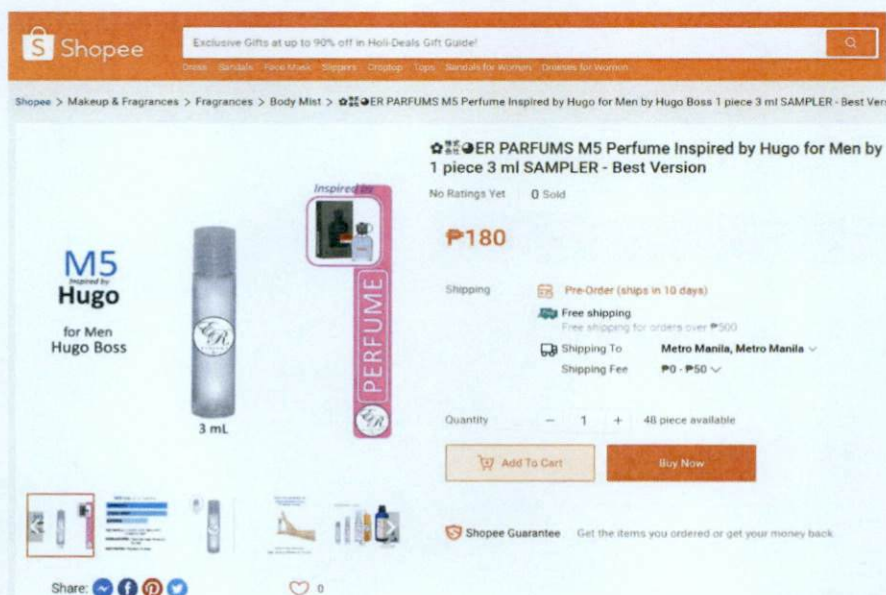 Shopee
Exclusive Gifts at up to 90% off in Holi-Deals Gift Guide!
Dress Sandals Face Mask Slippers Croptop Tops Sandals for Women Dresses for Women
Shopee > Makeup & Fragrances > Fragrances > Body Mist > ER PARFUMS M5 Perfume Inspired by Hugo for Men by Hugo Boss 1 piece 3 ml SAMPLER - Best Ver
ER PARFUMS M5 Perfume Inspired by Hugo for Men by
1 piece 3 ml SAMPLER - Best Version
No Ratings Yet 0 Sold
₱180
Inspired by
M5
Inspired by
Hugo
for Men
Hugo Boss
ER
3 mL
PERFUME
ER
Shipping Pre-Order (ships in 10 days)
Free shipping
Free shipping for orders over ₱500
Shipping To Metro Manila, Metro Manila
Shipping Fee ₱0 - ₱50
Quantity − 1 + 48 piece available
Add To Cart Buy Now
Shopee Guarantee Get the items you ordered or get your money back.
Share: 0